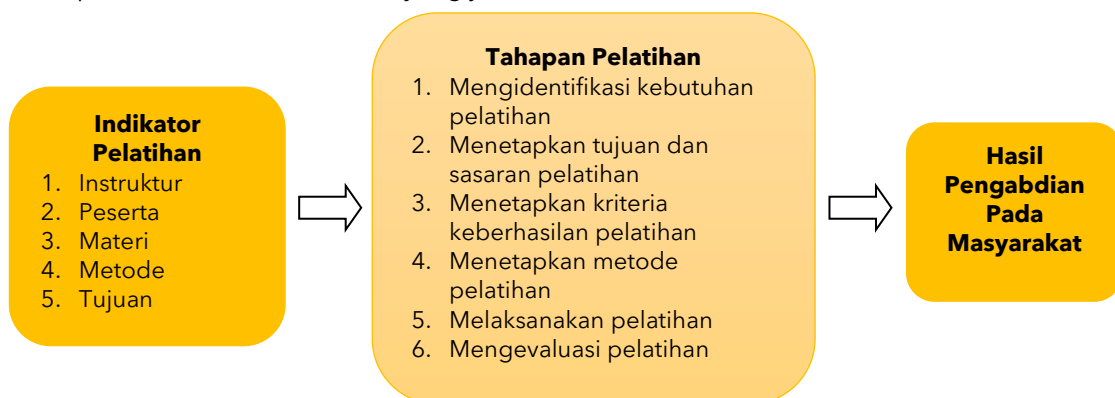 Indikator
Pelatihan
1. Instruktur
2. Peserta
3. Materi
4. Metode
5. Tujuan
Tahapan Pelatihan
1. Mengidentifikasi kebutuhan
pelatihan
2. Menetapkan tujuan dan
sasaran pelatihan
3. Menetapkan kriteria
keberhasilan pelatihan
4. Menetapkan metode
pelatihan
5. Melaksanakan pelatihan
6. Mengevaluasi pelatihan
Hasil
Pengabdian
Pada
Masyarakat